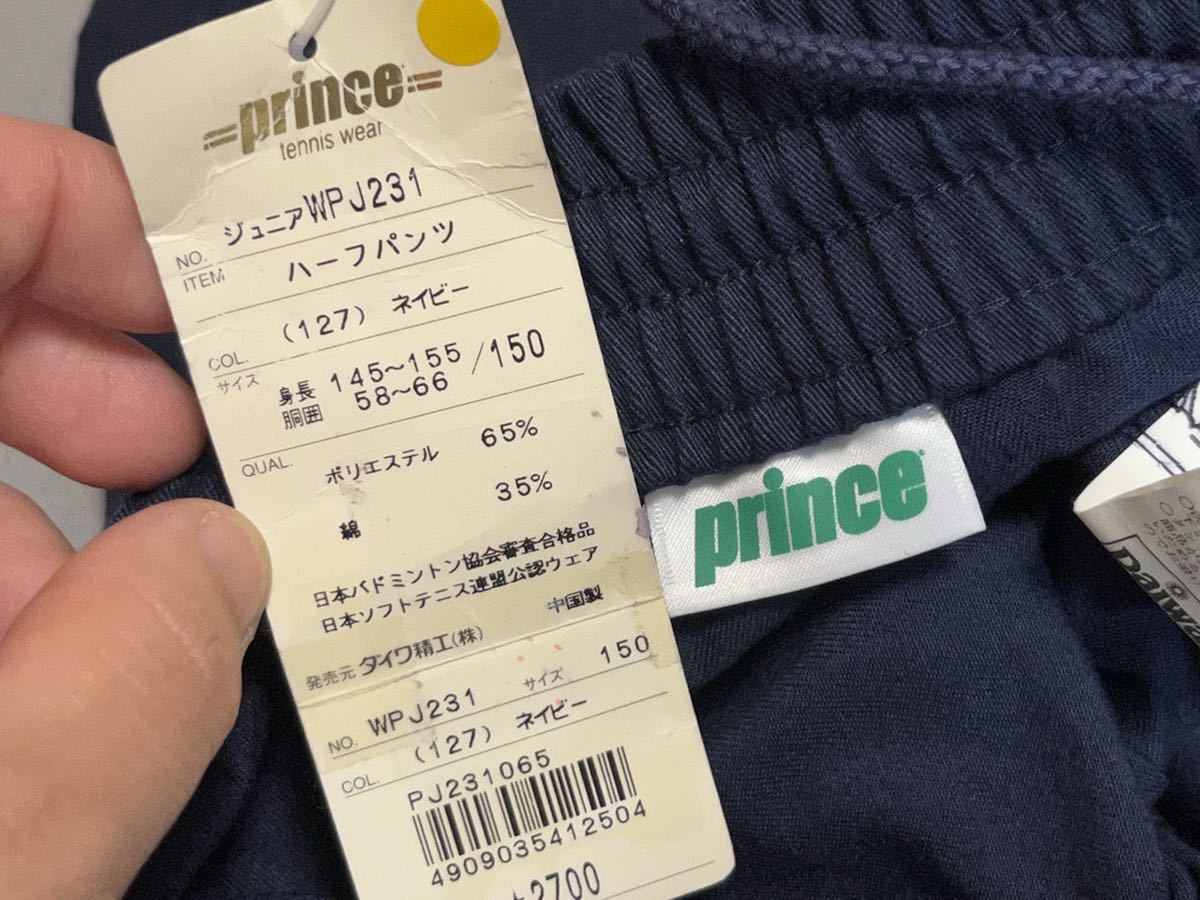 prince
tennis wear
NO. ジュニアWPJ231
ITEM ハーフパンツ
COL. (127) ネイビー
サイズ 身長 145~155 /150
胴囲 58~66
QUAL. ポリエステル 65%
綿 35%
日本バドミントン協会審査合格品
日本ソフトテニス連盟公認ウェア
中国製
発売元 ダイワ精工(株)
NO. WPJ231 サイズ 150
COL. (127) ネイビー
PJ231065
4909035412504
2700
prince